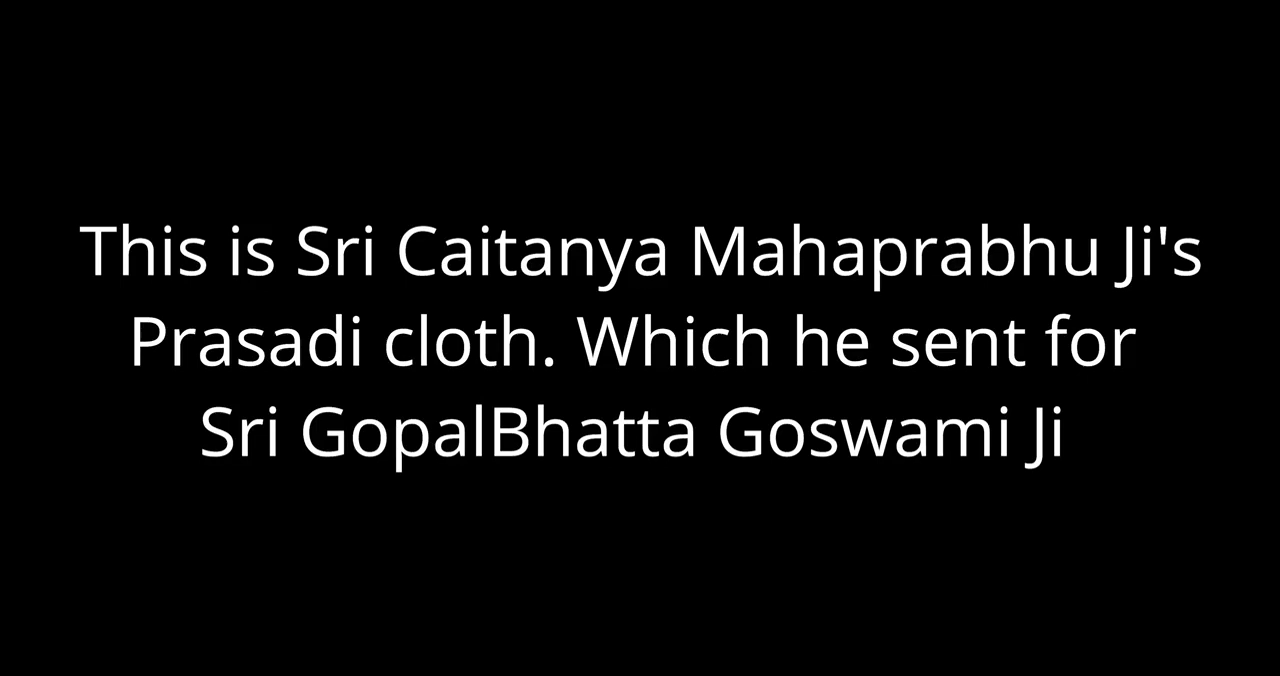 This is Sri Caitanya Mahaprabhu Ji's
Prasadi cloth. Which he sent for
Sri GopalBhatta Goswami Ji